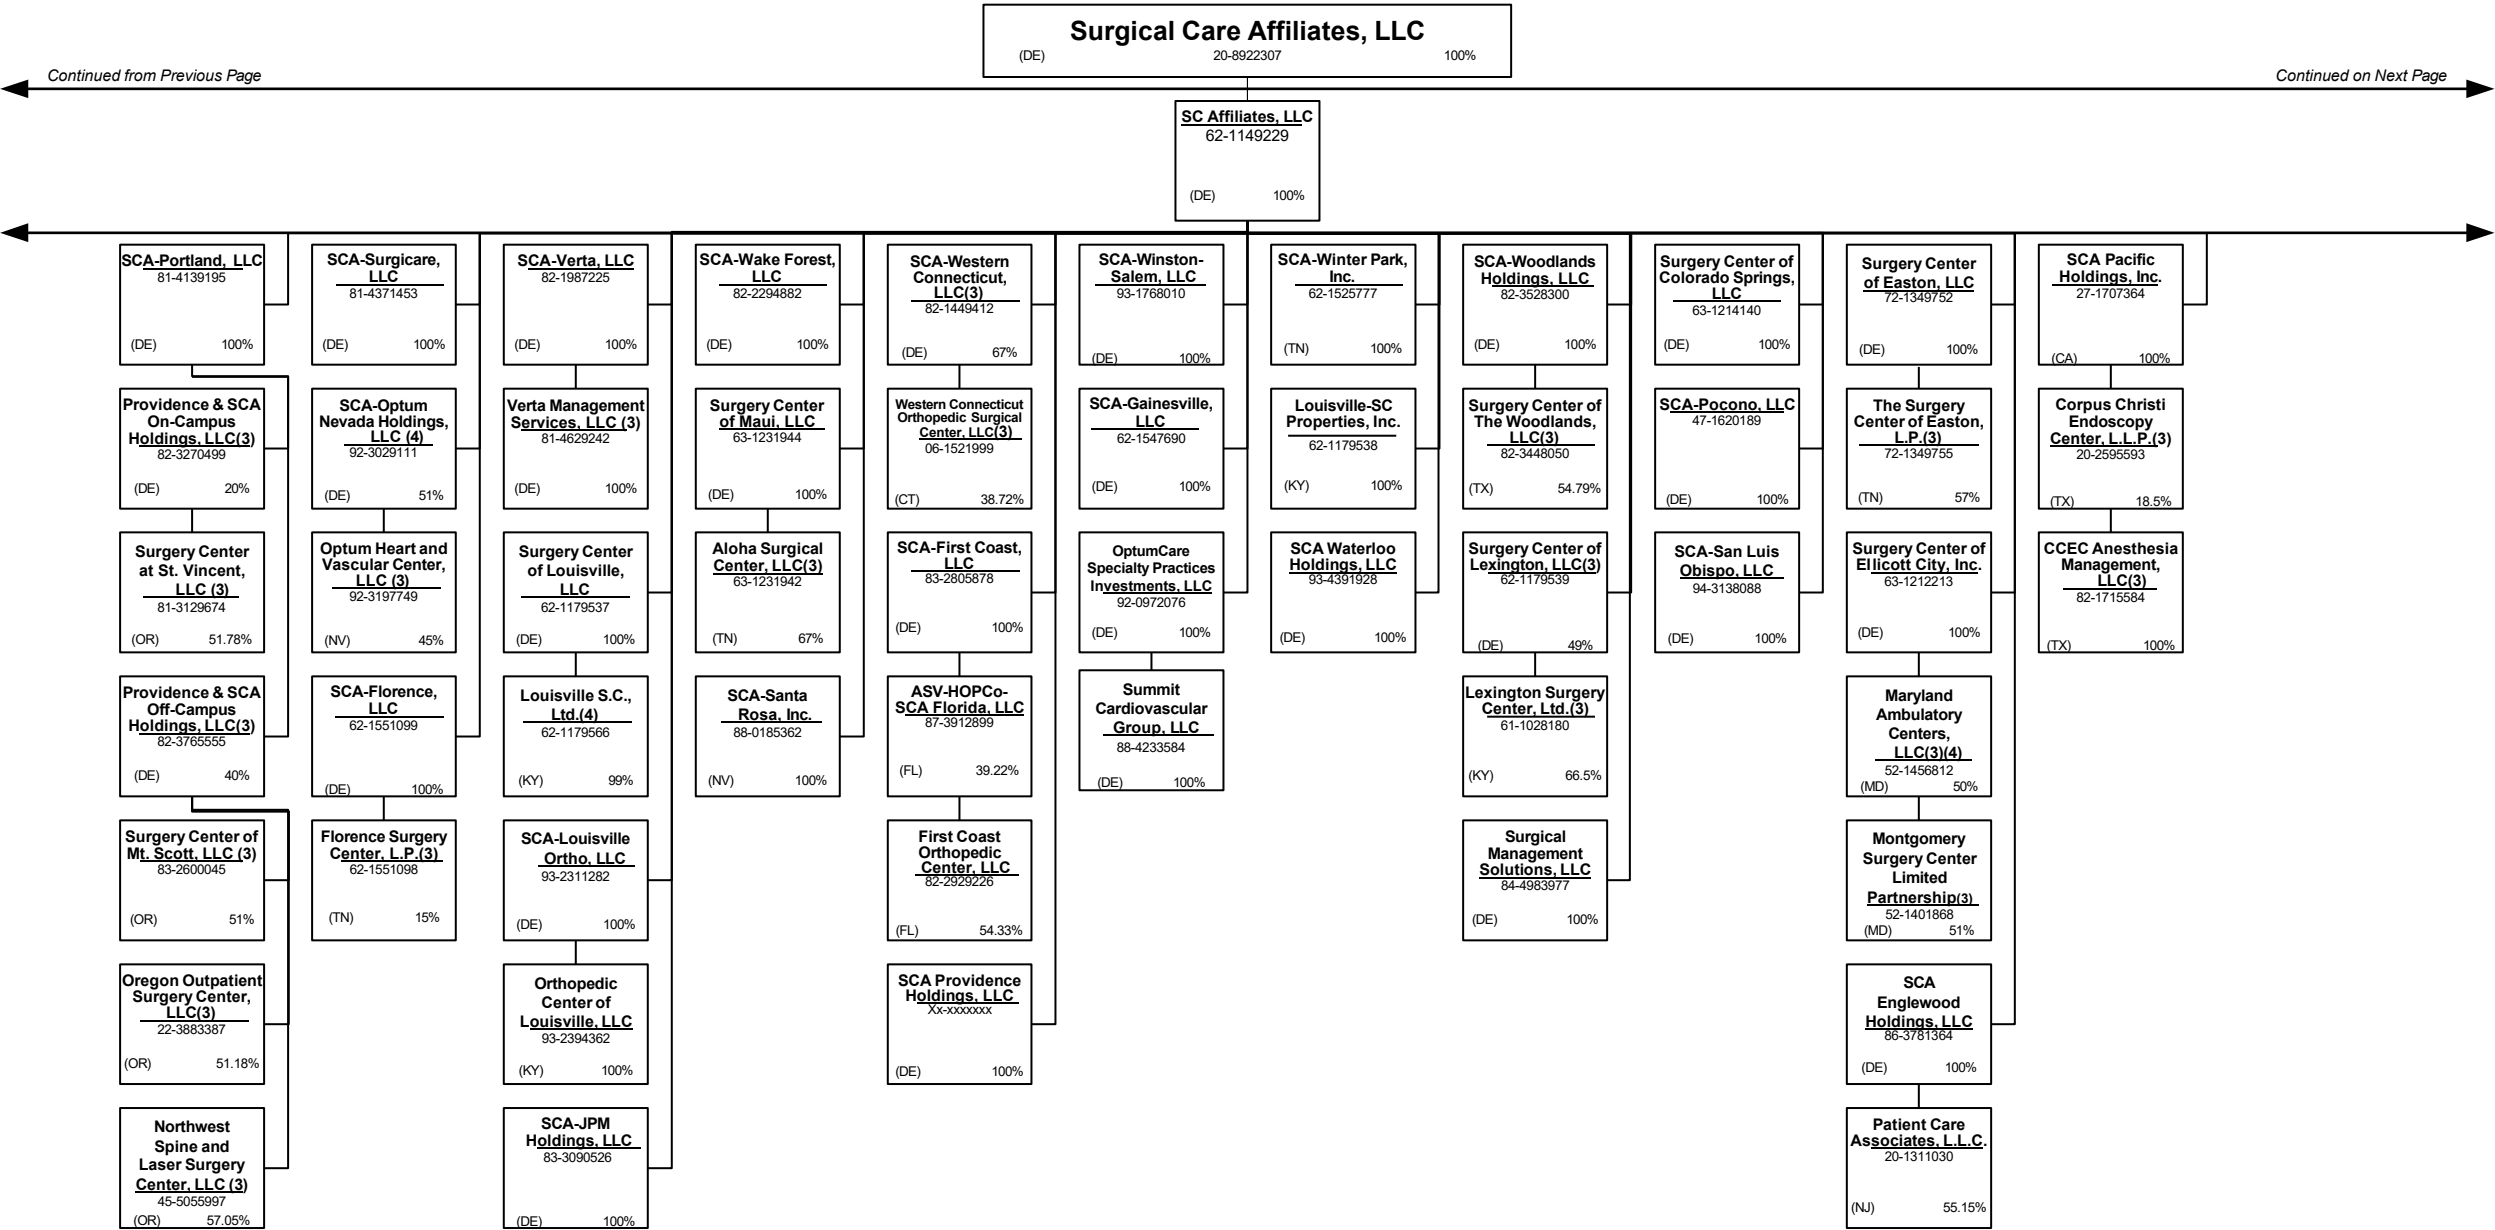 Surgical Care Affiliates, LLC
(DE) 20-8922307 100%
Continued from Previous Page
Continued on Next Page
SC Affiliates, LLC
62-1149229
(DE) 100%
SCA-Portland, LLC
81-4139195
(DE) 100%
Providence & SCA
On-Campus
Holdings, LLC(3)
82-3270499
(DE) 20%
Surgery Center
at St. Vincent,
LLC (3)
81-3129674
(OR) 51.78%
Providence & SCA
Off-Campus
Holdings, LLC(3)
82-3765555
(DE) 40%
Surgery Center of
Mt. Scott, LLC (3)
83-2600045
(OR) 51%
Oregon Outpatient
Surgery Center,
LLC(3)
22-3883387
(OR) 51.18%
Northwest
Spine and
Laser Surgery
Center, LLC (3)
45-5055997
(OR) 57.05%
SCA-Surgicare,
LLC
81-4371453
(DE) 100%
SCA-Optum
Nevada Holdings,
LLC (4)
92-3029111
(DE) 51%
Optum Heart and
Vascular Center,
LLC (3)
92-3197749
(NV) 45%
SCA-Florence,
LLC
62-1551099
(DE) 100%
Florence Surgery
Center, L.P.(3)
62-1551098
(TN) 15%
SCA-Verta, LLC
82-1987225
(DE) 100%
Verta Management
Services, LLC (3)
81-4629242
(DE) 100%
Surgery Center
of Louisville,
LLC
62-1179537
(DE) 100%
Louisville S.C.,
Ltd.(4)
62-1179566
(KY) 99%
SCA-Louisville
Ortho, LLC
93-2311282
(DE) 100%
Orthopedic
Center of
Louisville, LLC
93-2394362
(KY) 100%
SCA-JPM
Holdings, LLC
83-3090526
(DE) 100%
SCA-Wake Forest,
LLC
82-2294882
(DE) 100%
Surgery Center
of Maui, LLC
63-1231944
(DE) 100%
Aloha Surgical
Center, LLC(3)
63-1231942
(TN) 67%
SCA-Santa
Rosa, Inc.
88-0185362
(NV) 100%
SCA-Western
Connecticut,
LLC(3)
82-1449412
(DE) 67%
Western Connecticut
Orthopedic Surgical
Center, LLC(3)
06-1521999
(CT) 38.72%
SCA-First Coast,
LLC
83-2805878
(DE) 100%
ASV-HOPCo-
SCA Florida, LLC
87-3912899
(FL) 39.22%
First Coast
Orthopedic
Center, LLC
82-2929226
(FL) 54.33%
SCA Providence
Holdings, LLC
Xx-xxxxxxx
(DE) 100%
SCA-Winston-
Salem, LLC
93-1768010
(DE) 100%
SCA-Gainesville,
LLC
62-1547690
(DE) 100%
OptumCare
Specialty Practices
Investments, LLC
92-0972076
(DE) 100%
Summit
Cardiovascular
Group, LLC
88-4233584
(DE) 100%
SCA-Winter Park,
Inc.
62-1525777
(TN) 100%
Louisville-SC
Properties, Inc.
62-1179538
(KY) 100%
SCA Waterloo
Holdings, LLC
93-4391928
(DE) 100%
SCA-Woodlands
Holdings, LLC
82-3528300
(DE) 100%
Surgery Center of
The Woodlands,
LLC(3)
82-3448050
(TX) 54.79%
Surgery Center of
Lexington, LLC(3)
62-1179539
(DE) 49%
Lexington Surgery
Center, Ltd.(3)
61-1028180
(KY) 66.5%
Surgical
Management
Solutions, LLC
84-4983977
(DE) 100%
Surgery Center of
Colorado Springs,
LLC
63-1214140
(DE) 100%
SCA-Pocono, LLC
47-1620189
(DE) 100%
SCA-San Luis
Obispo, LLC
94-3138088
(DE) 100%
Surgery Center
of Easton, LLC
72-1349752
(DE) 100%
The Surgery
Center of Easton,
L.P.(3)
72-1349755
(TN) 57%
Surgery Center of
Ellicott City, Inc.
63-1212213
(DE) 100%
Maryland
Ambulatory
Centers,
LLC(3)(4)
52-1456812
(MD) 50%
Montgomery
Surgery Center
Limited
Partnership(3)
52-1401868
(MD) 51%
SCA
Englewood
Holdings, LLC
86-3781364
(DE) 100%
Patient Care
Associates, L.L.C.
20-1311030
(NJ) 55.15%
SCA Pacific
Holdings, Inc.
27-1707364
(CA) 100%
Corpus Christi
Endoscopy
Center, L.L.P.(3)
20-2595593
(TX) 18.5%
CCEC Anesthesia
Management,
LLC(3)
82-1715584
(TX) 100%